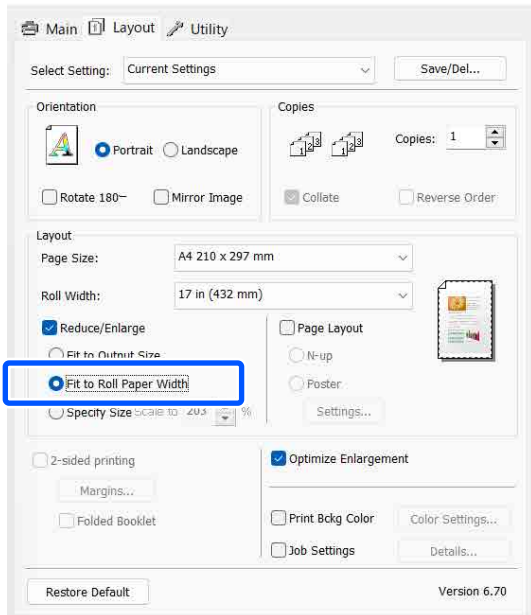 Main Layout Utility
Select Setting: Current Settings Save/Del...
Orientation
Portrait Landscape
Rotate 180° Mirror Image
Copies
Copies: 1
Collate Reverse Order
Layout
Page Size: A4 210 x 297 mm
Roll Width: 17 in (432 mm)
Reduce/Enlarge
Fit to Output Size
Fit to Roll Paper Width
Specify Size Scale to 203 %
Page Layout
N-up
Poster
Settings...
2-sided printing
Margins...
Folded Booklet
Optimize Enlargement
Print Bckg Color Color Settings...
Job Settings Details...
Restore Default Version 6.70